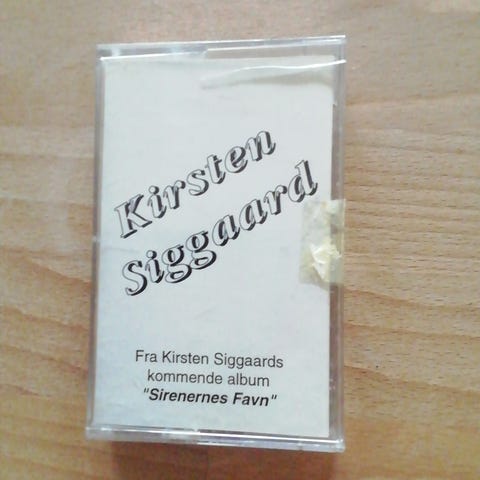 Kirsten
Siggaard
Fra Kirsten Siggaards
kommende album
"Sirenernes Favn"